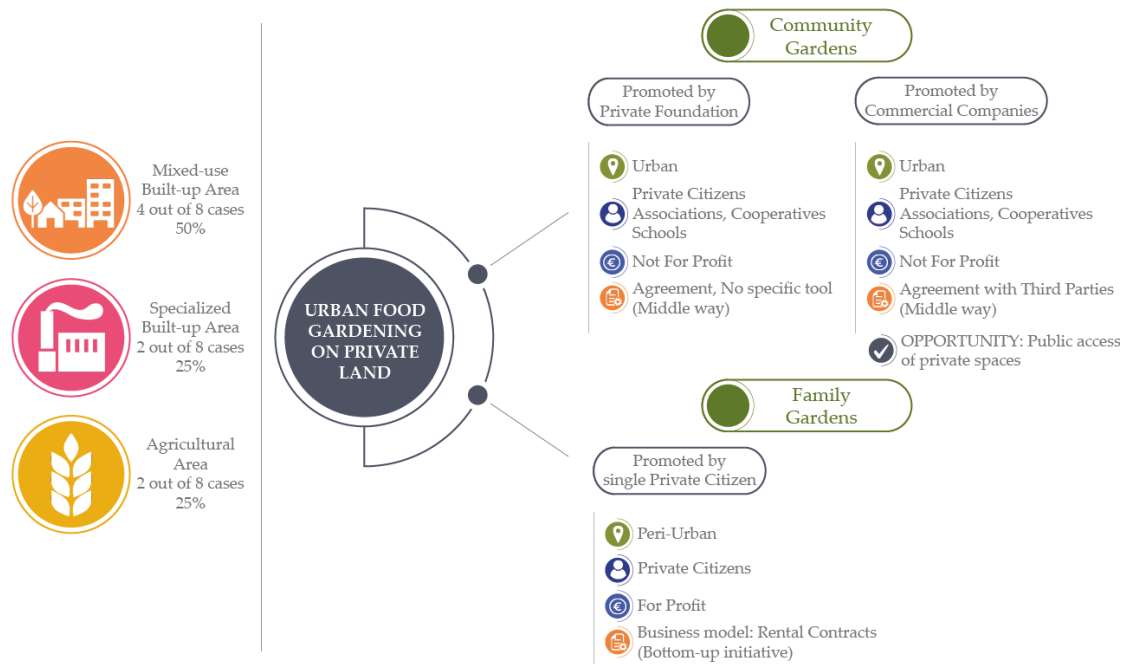 Mixed-use
Built-up Area
4 out of 8 cases
50%
Specialized
Built-up Area
2 out of 8 cases
25%
Agricultural
Area
2 out of 8 cases
25%
URBAN FOOD
GARDENING
ON PRIVATE
LAND
Community
Gardens
Promoted by
Private Foundation
Urban
Private Citizens
Associations, Cooperatives
Schools
€
Not For Profit
Agreement, No specific tool
(Middle way)
Promoted by
Commercial Companies
Urban
Private Citizens
Associations, Cooperatives
Schools
€
Not For Profit
Agreement with Third Parties
(Middle way)
OPPORTUNITY: Public access
of private spaces
Family
Gardens
Promoted by
single Private Citizen
Peri-Urban
Private Citizens
€
For Profit
Business model: Rental Contracts
(Bottom-up initiative)